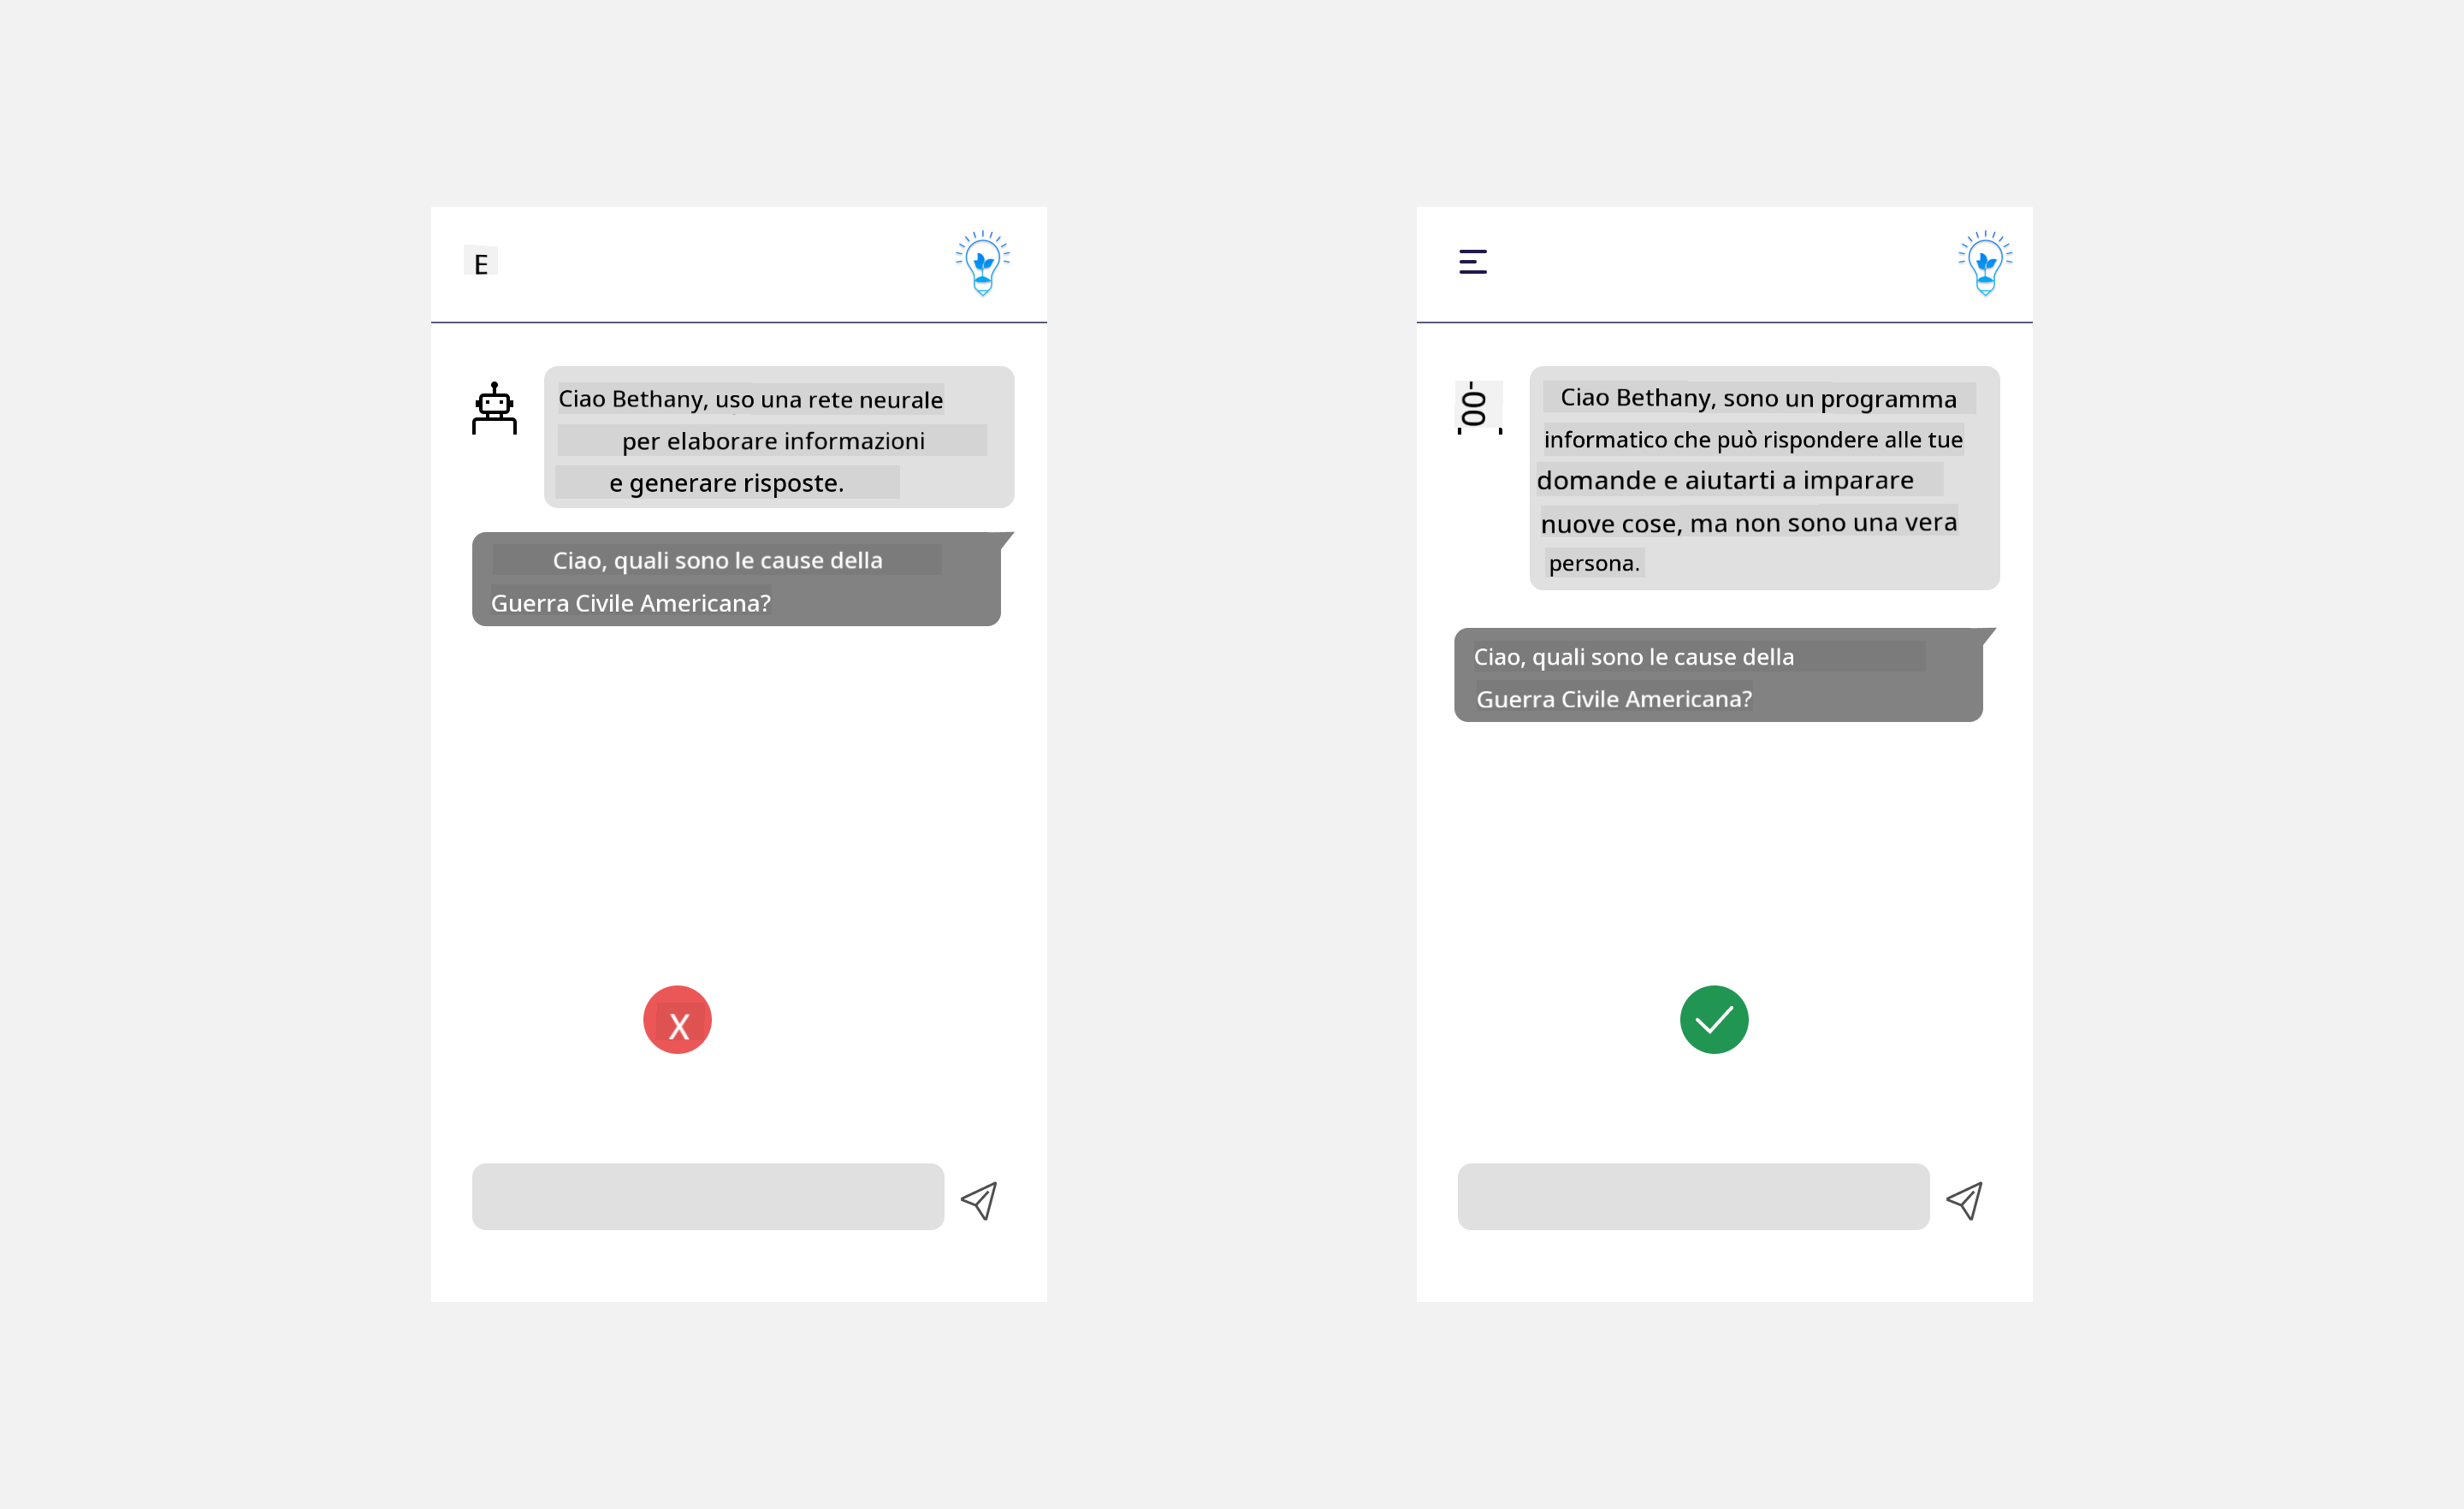 E
Ciao Bethany, uso una rete neurale
per elaborare informazioni
e generare risposte.
Ciao, quali sono le cause della
Guerra Civile Americana?
X
00-
Ciao Bethany, sono un programma
informatico che può rispondere alle tue
domande e aiutarti a imparare
nuove cose, ma non sono una vera
persona.
Ciao, quali sono le cause della
Guerra Civile Americana?